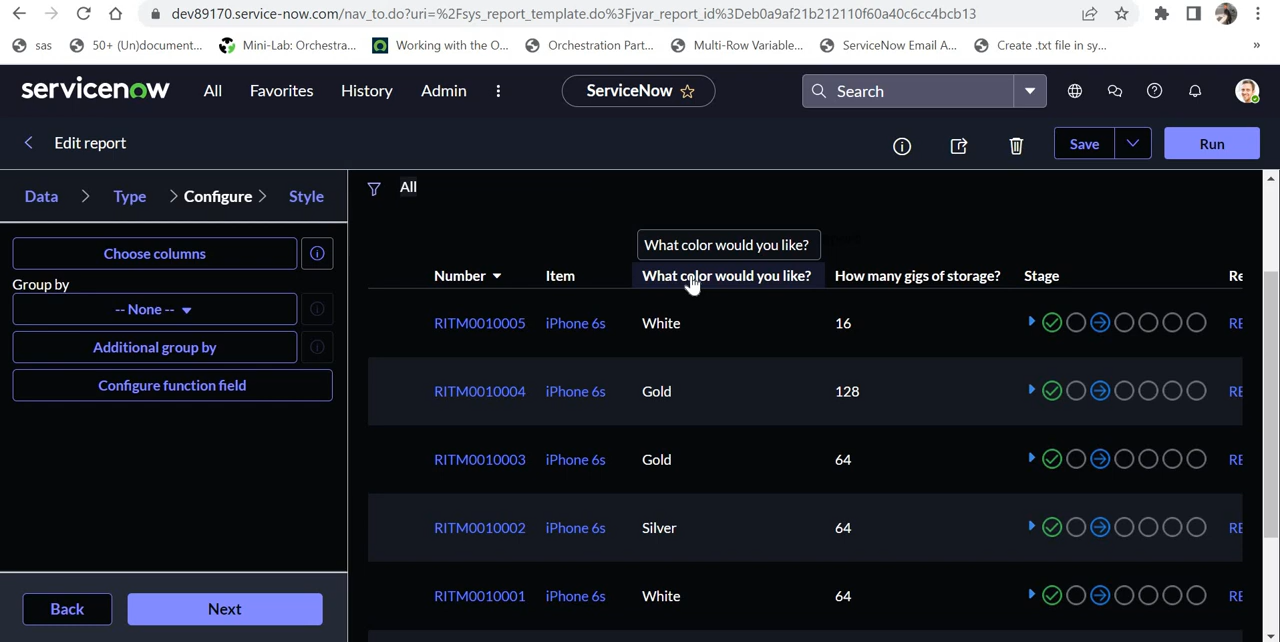 dev89170.service-now.com/nav_to.do?uri=%2Fsys_report_template.do%3Fjvar_report_id%3Deb0a9af21b212110f60a40c6cc4bcb13
sas 50+ (Un)document... Mini-Lab: Orchestra... Working with the O... Orchestration Part... Multi-Row Variable... ServiceNow Email A... Create .txt file in sy... »
servicenow All Favorites History Admin ServiceNow Search
Edit report Save Run
Data Type Configure Style All
Choose columns
Group by
-- None --
Additional group by
Configure function field
Back Next
What color would you like?
Number Item What color would you like? How many gigs of storage? Stage Re
RITM0010005 iPhone 6s White 16 RE
RITM0010004 iPhone 6s Gold 128 RE
RITM0010003 iPhone 6s Gold 64 RE
RITM0010002 iPhone 6s Silver 64 RE
RITM0010001 iPhone 6s White 64 RE